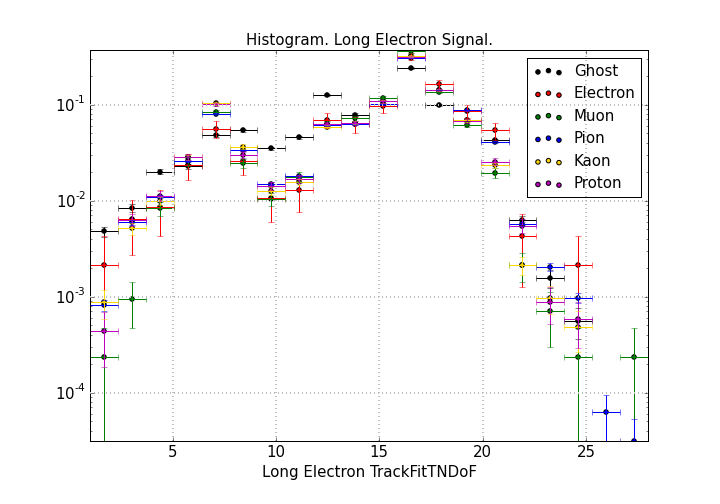 Histogram. Long Electron Signal.
Ghost
Electron
Muon
Pion
Kaon
Proton
10^-1
10^-2
10^-3
10^-4
5 10 15 20 25
Long Electron TrackFitTNDoF